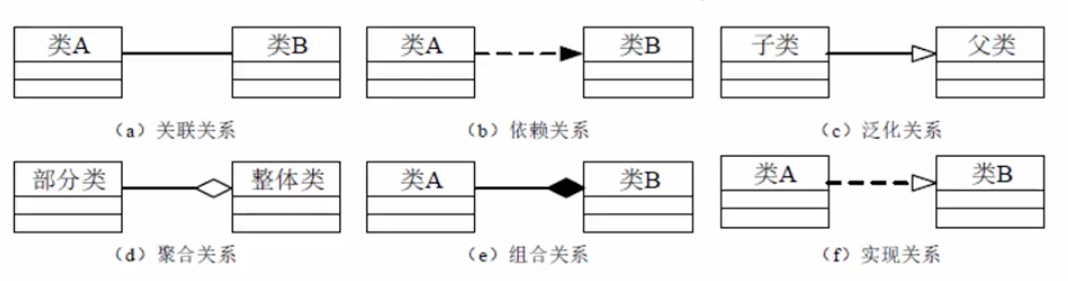 类A 类B 类A 类B 子类 父类
（a）关联关系 （b）依赖关系 （c）泛化关系
部分类 整体类 类A 类B 类A 类B
（d）聚合关系 （e）组合关系 （f）实现关系